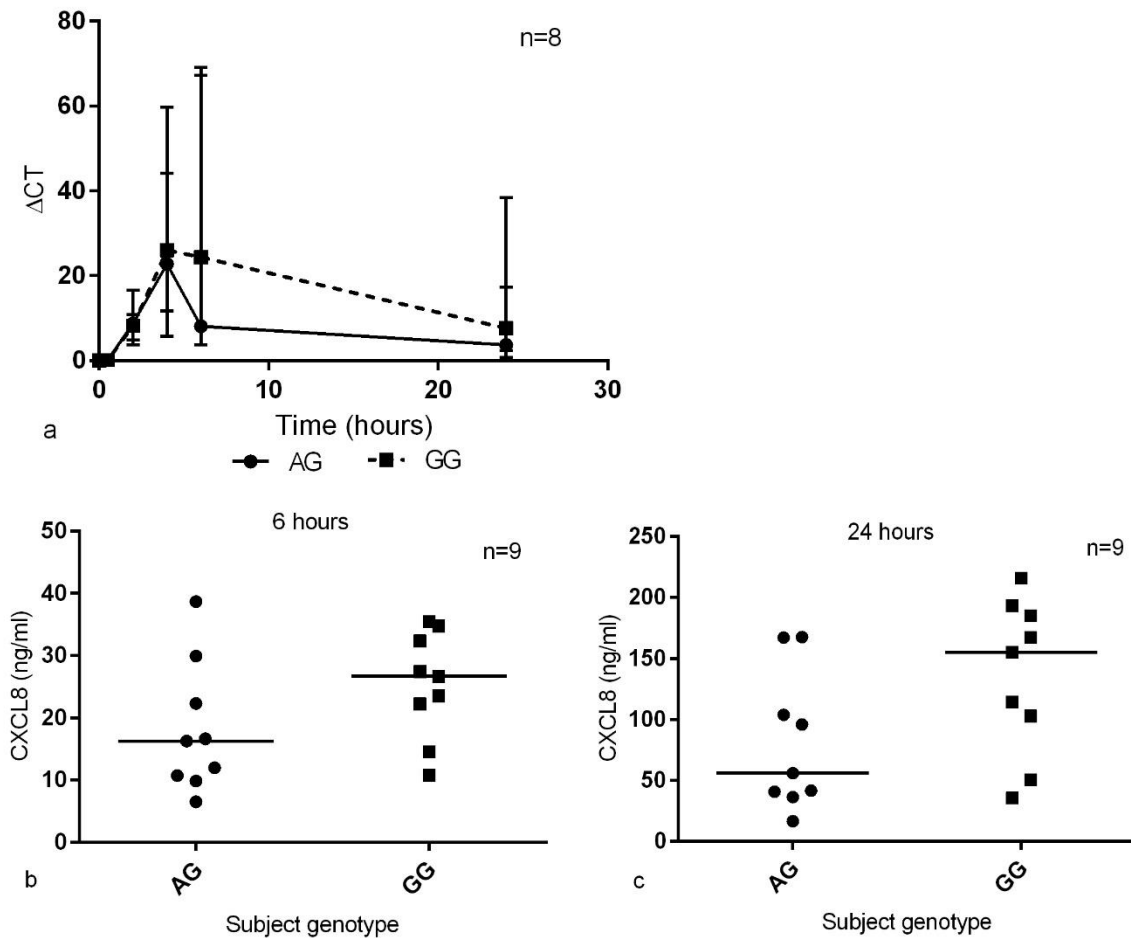 80
n=8
60
40
20
0
ΔCT
0 10 20 30
Time (hours)
a
AG GG
6 hours
n=9
50
40
30
20
10
0
CXCL8 (ng/ml)
AG GG
b
Subject genotype
24 hours
n=9
250
200
150
100
50
0
CXCL8 (ng/ml)
AG GG
c
Subject genotype